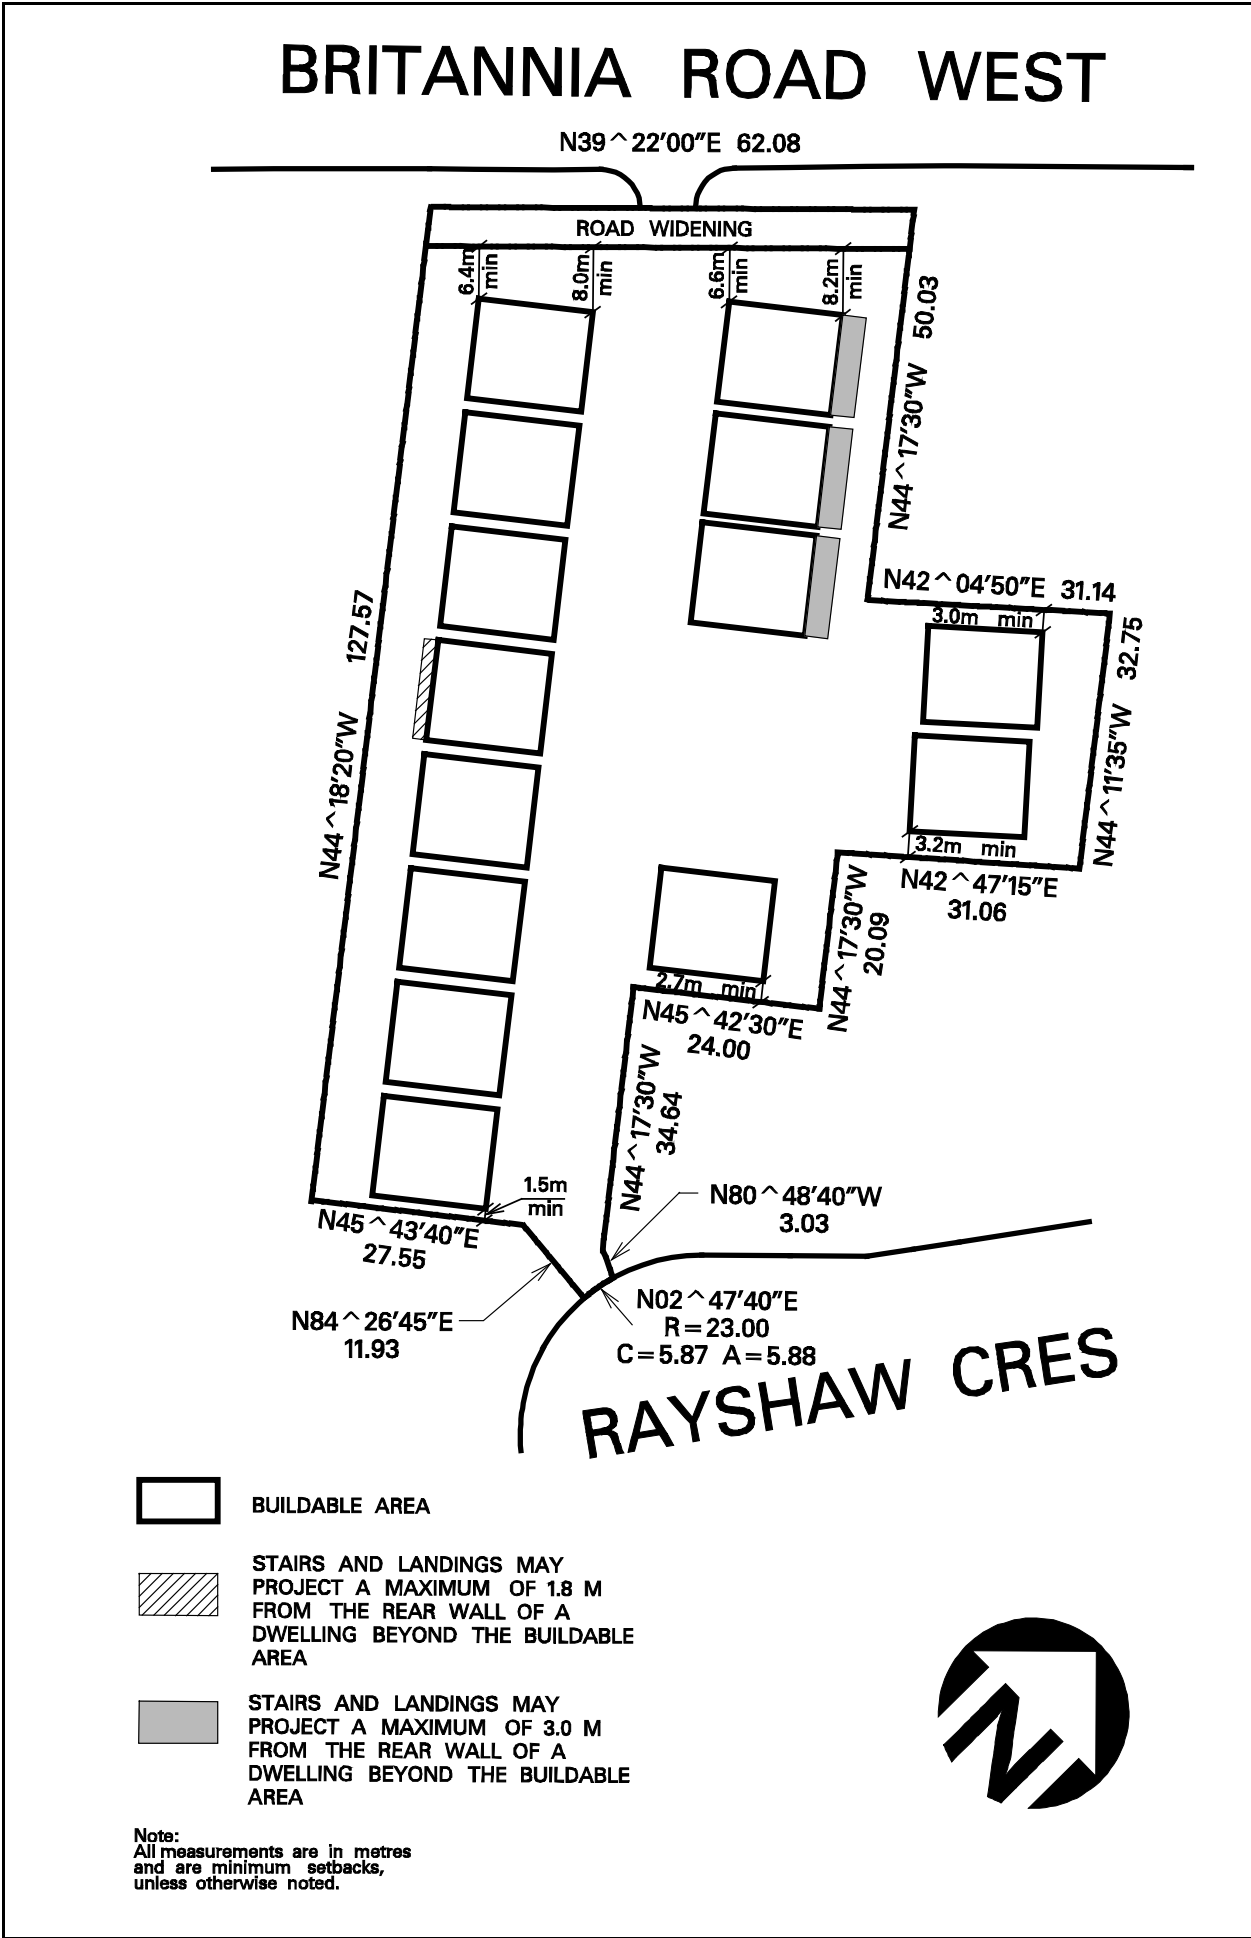 BRITANNIA ROAD WEST
N39^22'00"E 62.08
ROAD WIDENING
6.4m
min
8.0m
min
6.6m
min
8.2m
min
N44^17'30"W 50.03
N42^04'50"E 31.14
3.0m min
N44^11'35"W 32.75
3.2m min
N42^47'15"E
31.06
N44^17'30"W
20.09
N44^18'20"W 127.57
2.7m min
N45^42'30"E
24.00
N44^17'30"W
34.64
1.5m
min
N80^48'40"W
3.03
N45^43'40"E
27.55
N84^26'45"E
11.93
N02^47'40"E
R=23.00
C=5.87 A=5.88
RAYSHAW CRES
BUILDABLE AREA
STAIRS AND LANDINGS MAY
PROJECT A MAXIMUM OF 1.8 M
FROM THE REAR WALL OF A
DWELLING BEYOND THE BUILDABLE
AREA
STAIRS AND LANDINGS MAY
PROJECT A MAXIMUM OF 3.0 M
FROM THE REAR WALL OF A
DWELLING BEYOND THE BUILDABLE
AREA
N
Note:
All measurements are in metres
and are minimum setbacks,
unless otherwise noted.